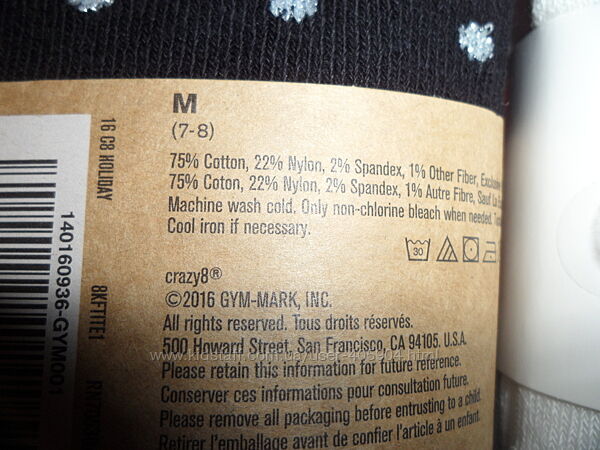 M
(7-8)
75% Cotton, 22% Nylon, 2% Spandex, 1% Other Fiber, Exclusive
75% Coton, 22% Nylon, 2% Spandex, 1% Autre Fibre, Sauf
Machine wash cold. Only non-chlorine bleach when needed.
Cool iron if necessary.
30
crazy8®
©2016 GYM-MARK, INC.
All rights reserved. Tous droits réservés.
500 Howard Street, San Francisco, CA 94105. U.S.A.
Please retain this information for future reference.
Conserver ces informations pour consultation future.
Please remove all packaging before entrusting to a child.
Retirer l'emballage avant de confier l'article à un enfant.
16 C8 HOLIDAY
8KFTITE1
140160936-GYM001